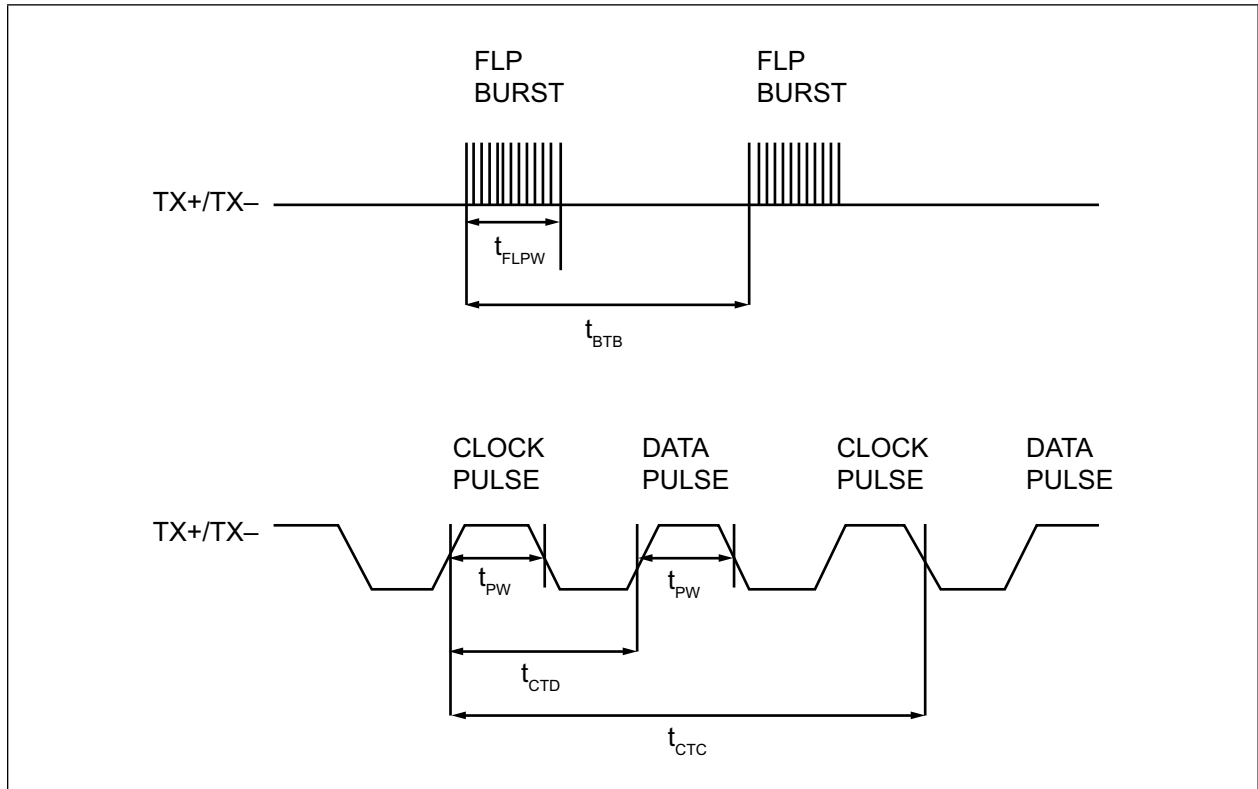 FLP
BURST
FLP
BURST
TX+/TX–
tFLPW
tBTB
CLOCK
PULSE
DATA
PULSE
CLOCK
PULSE
DATA
PULSE
TX+/TX–
tPW
tPW
tCTD
tCTC